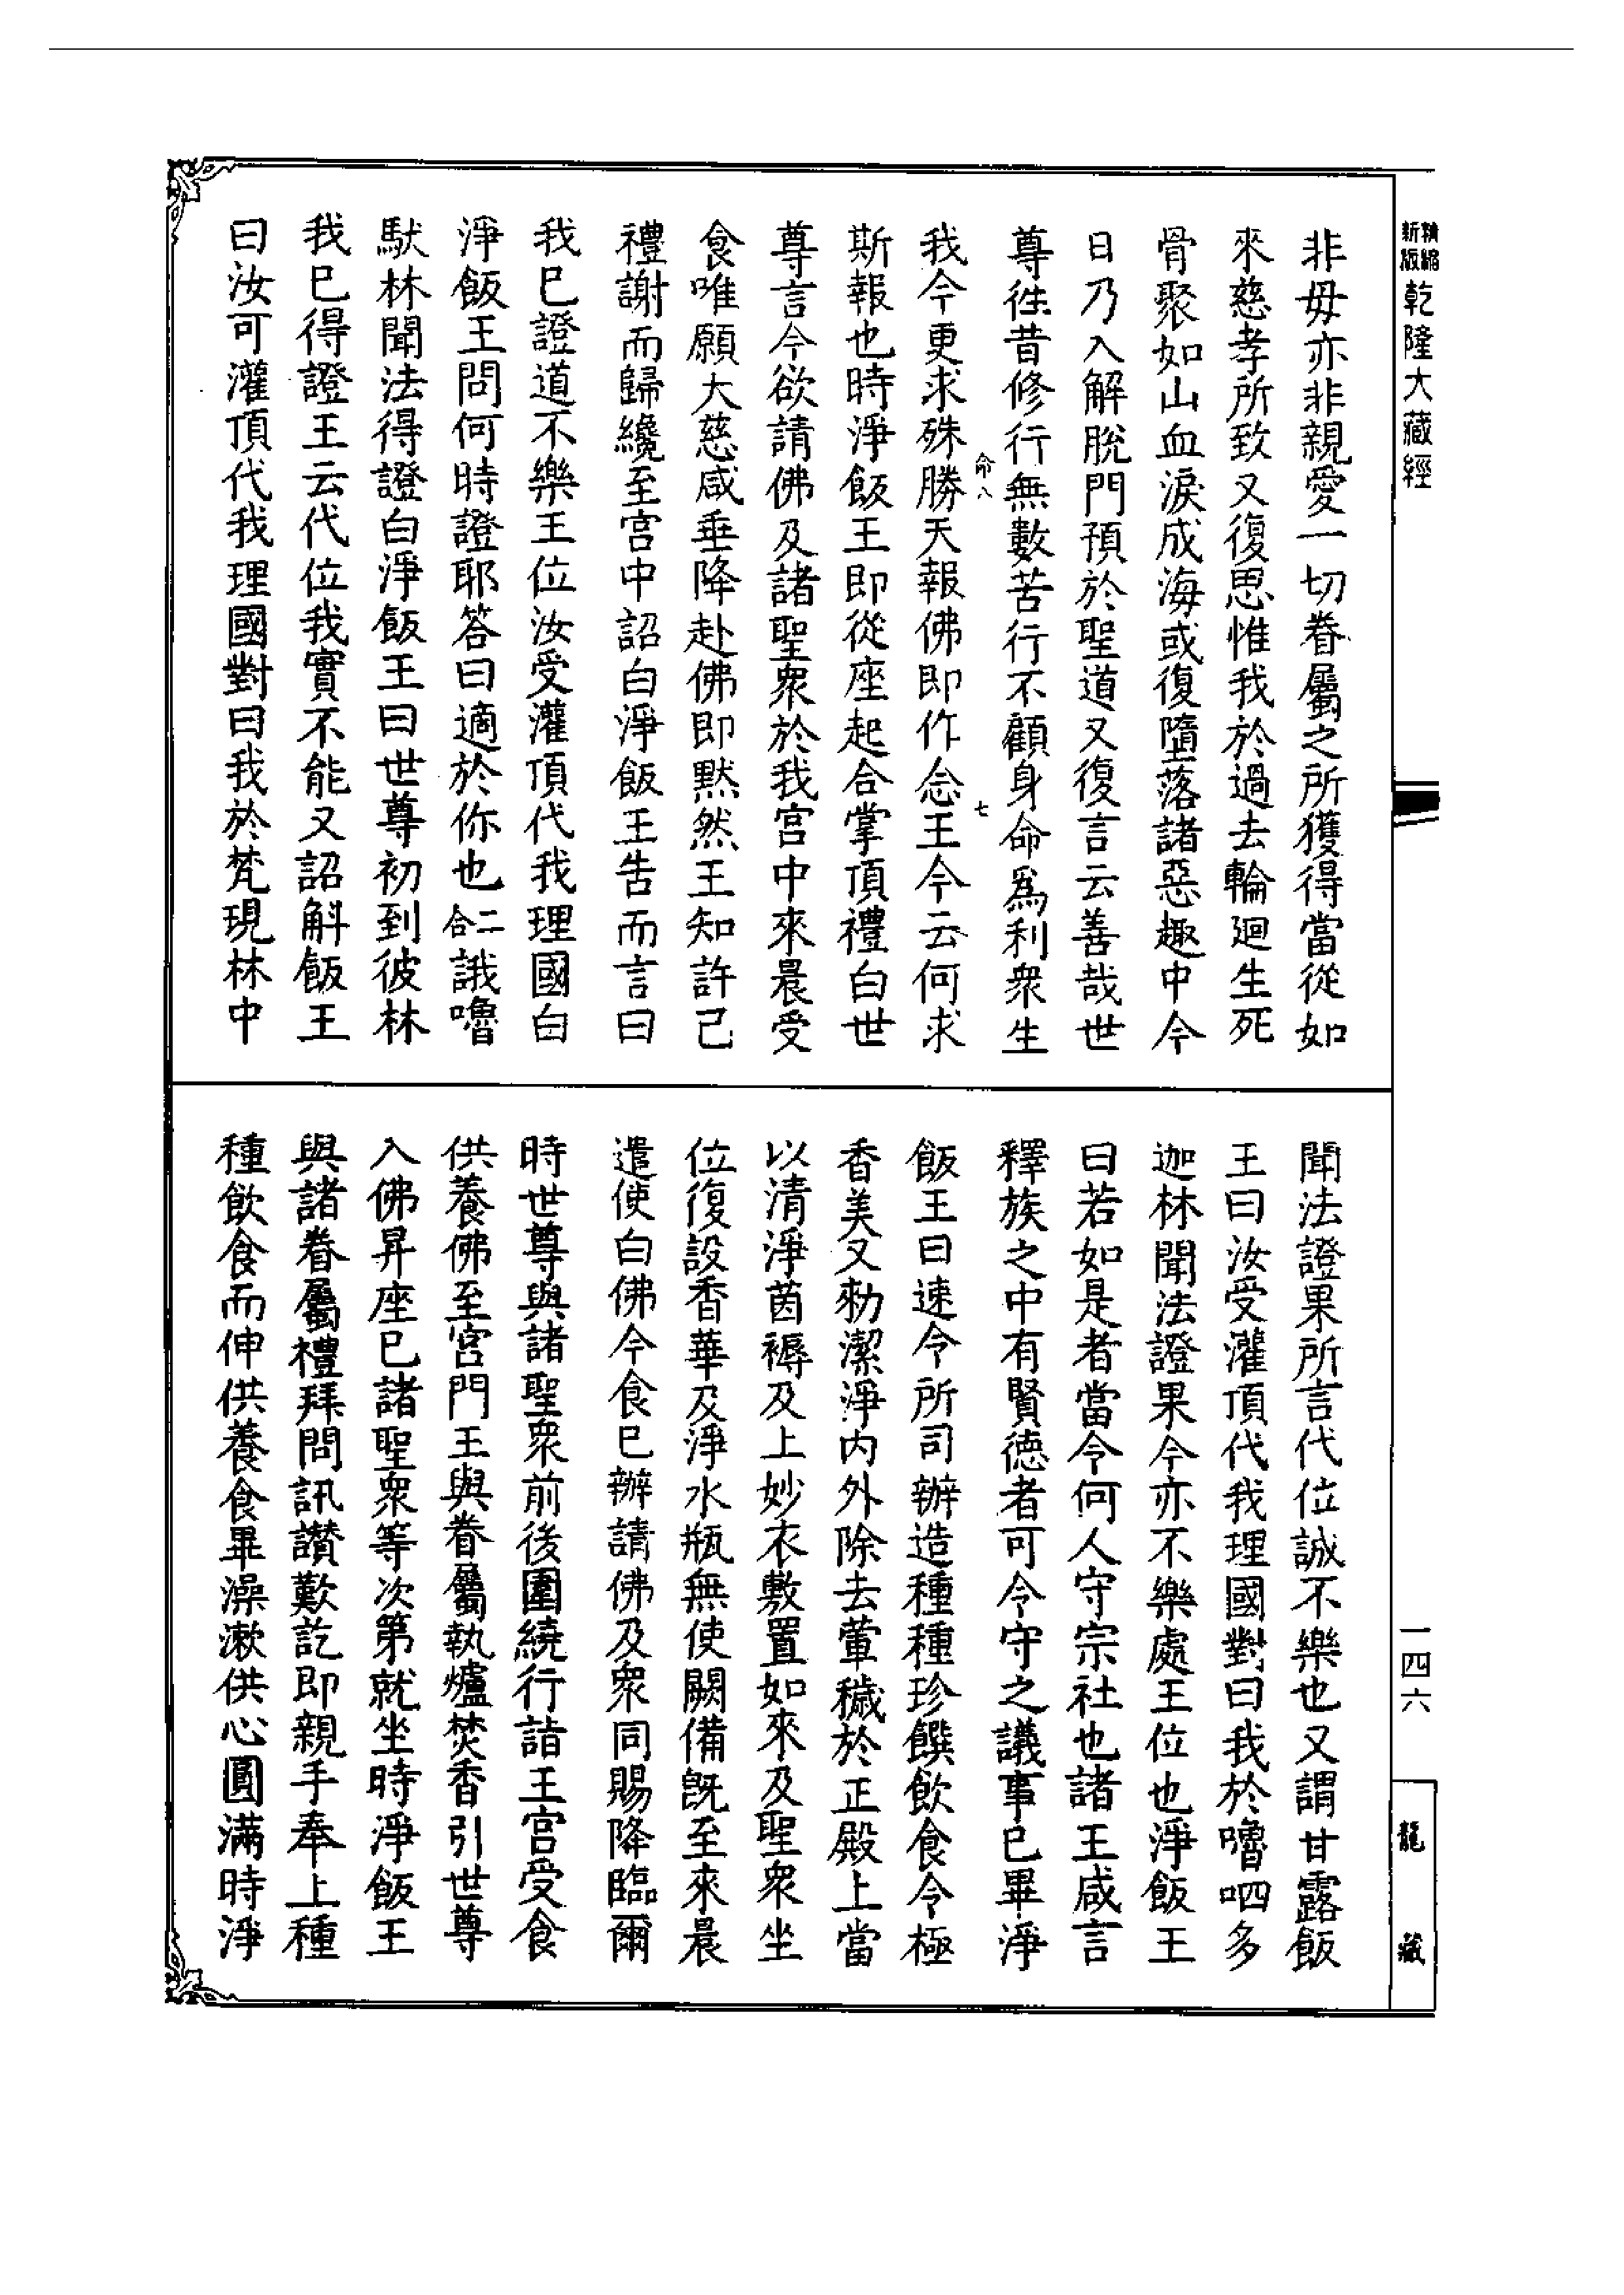 精縮新版乾隆大藏經
一四六
龍藏
非毋亦非親愛一切眷屬之所獲得當從如
來慈孝所致又復思惟我於過去輪迴生死
骨聚如山血淚成海或復墮落諸惡趣中今
日乃入解脫門預於聖道又復言云善哉世
尊徃昔修行無數苦行不顧身命爲利衆生
命八
七
我今更求殊勝天報佛即作念王今云何求
斯報也時淨飯王即從座起合掌頂禮白世
尊言今欲請佛及諸聖衆於我宫中來晨受
食唯願大慈咸垂降赴佛即默然王知許已
禮謝而歸纔至宫中詔白淨飯王告而言曰
我巳證道不樂王位汝受灌頂代我理國白
淨飯王問何時證耶答曰適於你也二合誐嚕
馱林聞法得證白淨飯王曰世尊初到彼林
我巳得證王云代位我實不能又詔斛飯王
曰汝可灌頂代我理國對曰我於梵現林中
聞法證果所言代位誠不樂也又謂甘露飯
王曰汝受灌頂代我理國對曰我於嚕呬多
迦林聞法證果今亦不樂處王位也淨飯王
曰若如是者當令何人守宗社也諸王咸言
釋族之中有賢德者可令守之議事巳畢淨
飯王曰速令所司辦造種種珍饌飲食令極
香美又勑潔淨内外除去葷穢於正殿上當
以清淨茵褥及上妙衣敷置如來及聖衆坐
位復設香華及淨水瓶無使闕備旣至來晨
遣使白佛今食巳辦請佛及衆同賜降臨爾
時世尊與諸聖衆前後圍繞行詣王宫受食
供養佛至宫門王與眷屬執爐焚香引世尊
入佛昇座巳諸聖衆等次第就坐時淨飯王
與諸眷屬禮拜問訊讚歎訖即親手奉上種
種飲食而伸供養食畢澡漱供心圓滿時淨